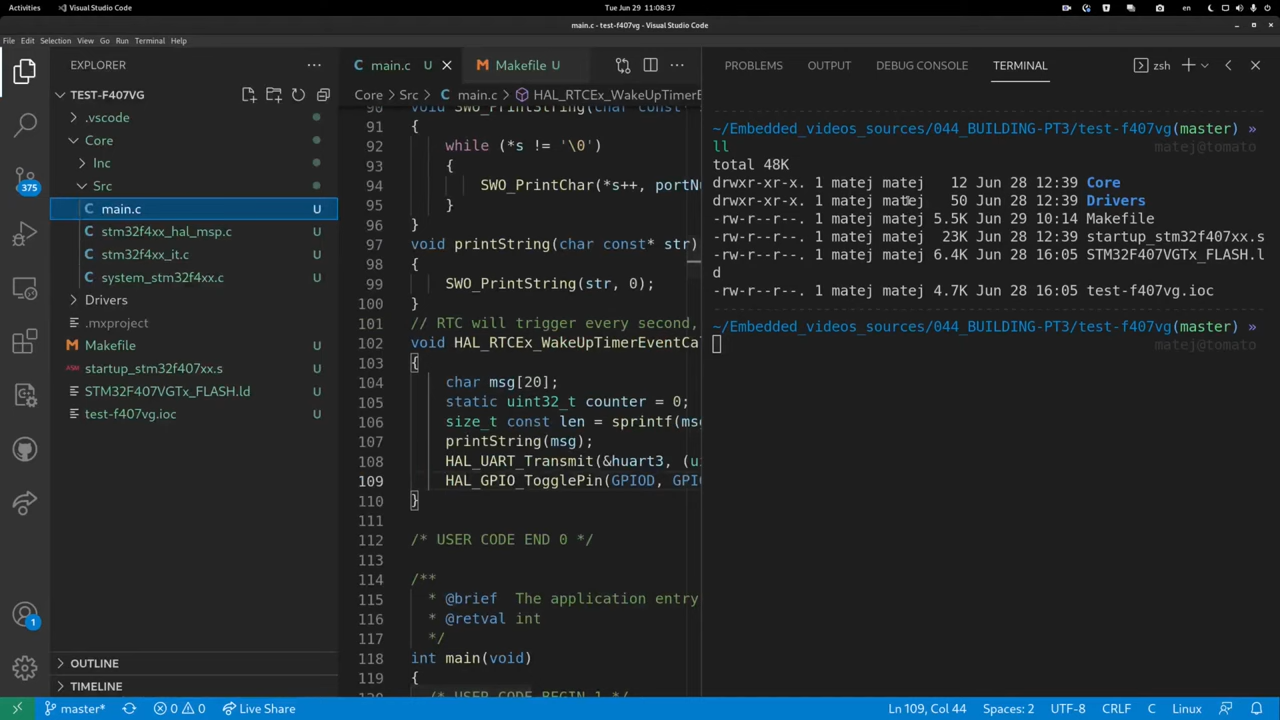 Activities
Visual Studio Code
Tue Jun 29 11:08:37
en
main.c - test-f407vg - Visual Studio Code
File Edit Selection View Go Run Terminal Help
EXPLORER
TEST-F407VG
.vscode
Core
Inc
Src
main.c U
stm32f4xx_hal_msp.c U
stm32f4xx_it.c U
system_stm32f4xx.c U
Drivers
.mxproject
Makefile U
startup_stm32f407xx.s U
STM32F407VGTx_FLASH.ld U
test-f407vg.ioc U
OUTLINE
TIMELINE
375
1
main.c U
Makefile U
Core > Src > main.c > HAL_RTCEx_WakeUpTimerE
90 void SWO_PrintString(char const
91 {
92 while (*s != '\0')
93 {
94 SWO_PrintChar(*s++, portNu
95 }
96 }
97 void printString(char const* str)
98 {
99 SWO_PrintString(str, 0);
100 }
101 // RTC will trigger every second,
102 void HAL_RTCEx_WakeUpTimerEventCa
103 {
104 char msg[20];
105 static uint32_t counter = 0;
106 size_t const len = sprintf(ms
107 printString(msg);
108 HAL_UART_Transmit(&huart3, (u
109 HAL_GPIO_TogglePin(GPIOD, GPI
110 }
111
112 /* USER CODE END 0 */
113
114 /**
115 * @brief The application entry
116 * @retval int
117 */
118 int main(void)
119 {
120 /* USER CODE BEGIN 1 */
PROBLEMS OUTPUT DEBUG CONSOLE TERMINAL
zsh
~/Embedded_videos_sources/044_BUILDING-PT3/test-f407vg(master) »
ll matej@tomato
total 48K
drwxr-xr-x. 1 matej matej 12 Jun 28 12:39 Core
drwxr-xr-x. 1 matej matej 50 Jun 28 12:39 Drivers
-rw-r--r--. 1 matej matej 5.5K Jun 29 10:14 Makefile
-rw-r--r--. 1 matej matej 23K Jun 28 12:39 startup_stm32f407xx.s
-rw-r--r--. 1 matej matej 6.4K Jun 28 16:05 STM32F407VGTx_FLASH.l
d
-rw-r--r--. 1 matej matej 4.7K Jun 28 16:05 test-f407vg.ioc
~/Embedded_videos_sources/044_BUILDING-PT3/test-f407vg(master) »
matej@tomato
master* 0 0 Live Share
Ln 109, Col 44 Spaces: 2 UTF-8 CRLF C Linux